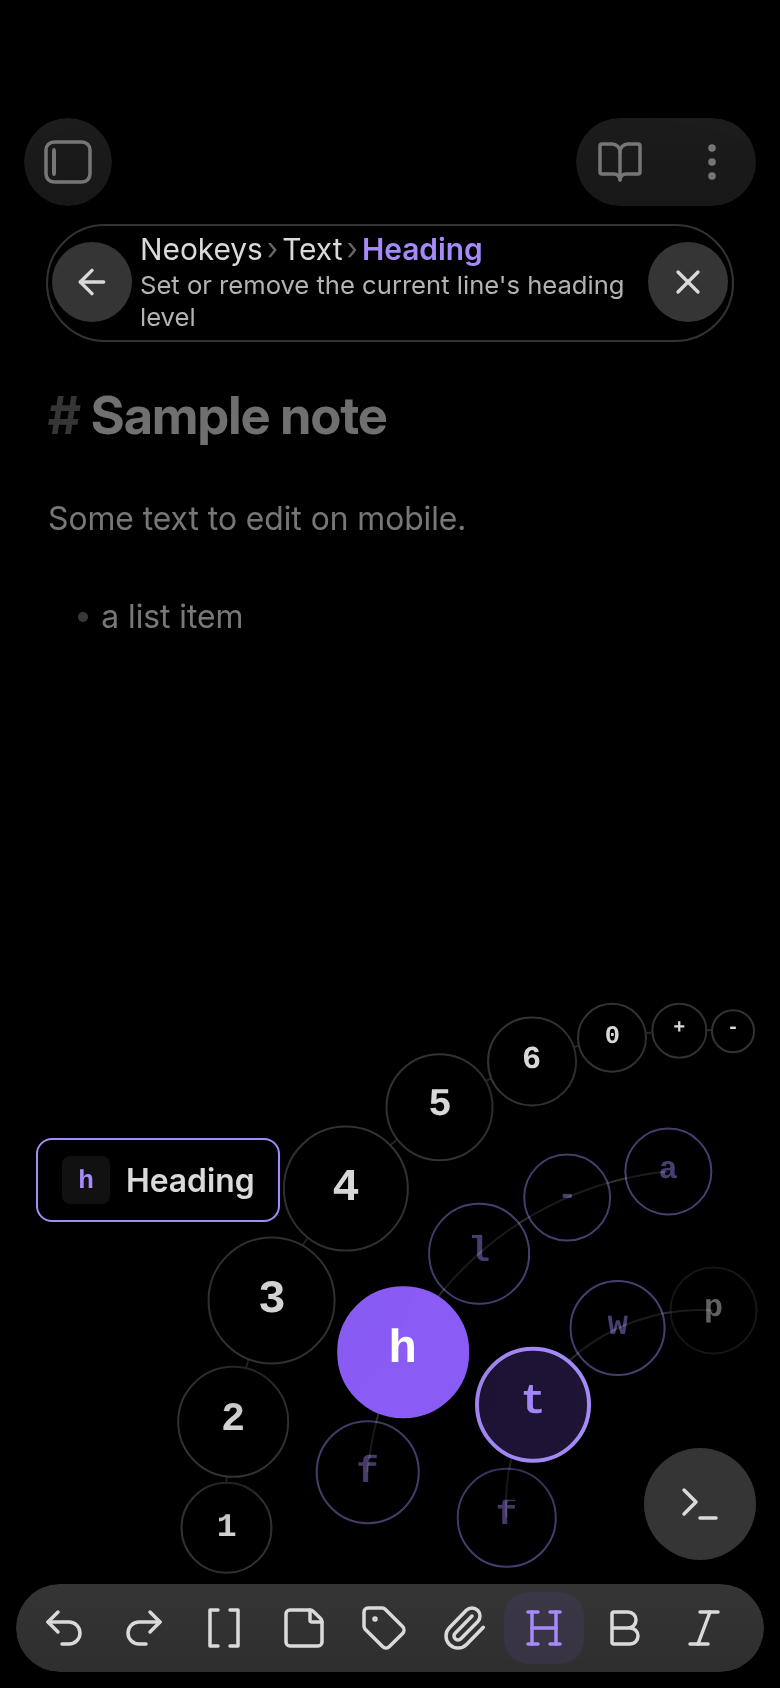 Neokeys › Text › Heading
Set or remove the current line's heading
level
# Sample note
Some text to edit on mobile.
• a list item
6
0
+
-
5
h Heading
4
l
-
a
3
h
w
p
2
t
f
f
1
>_
[ ]
H
B
I